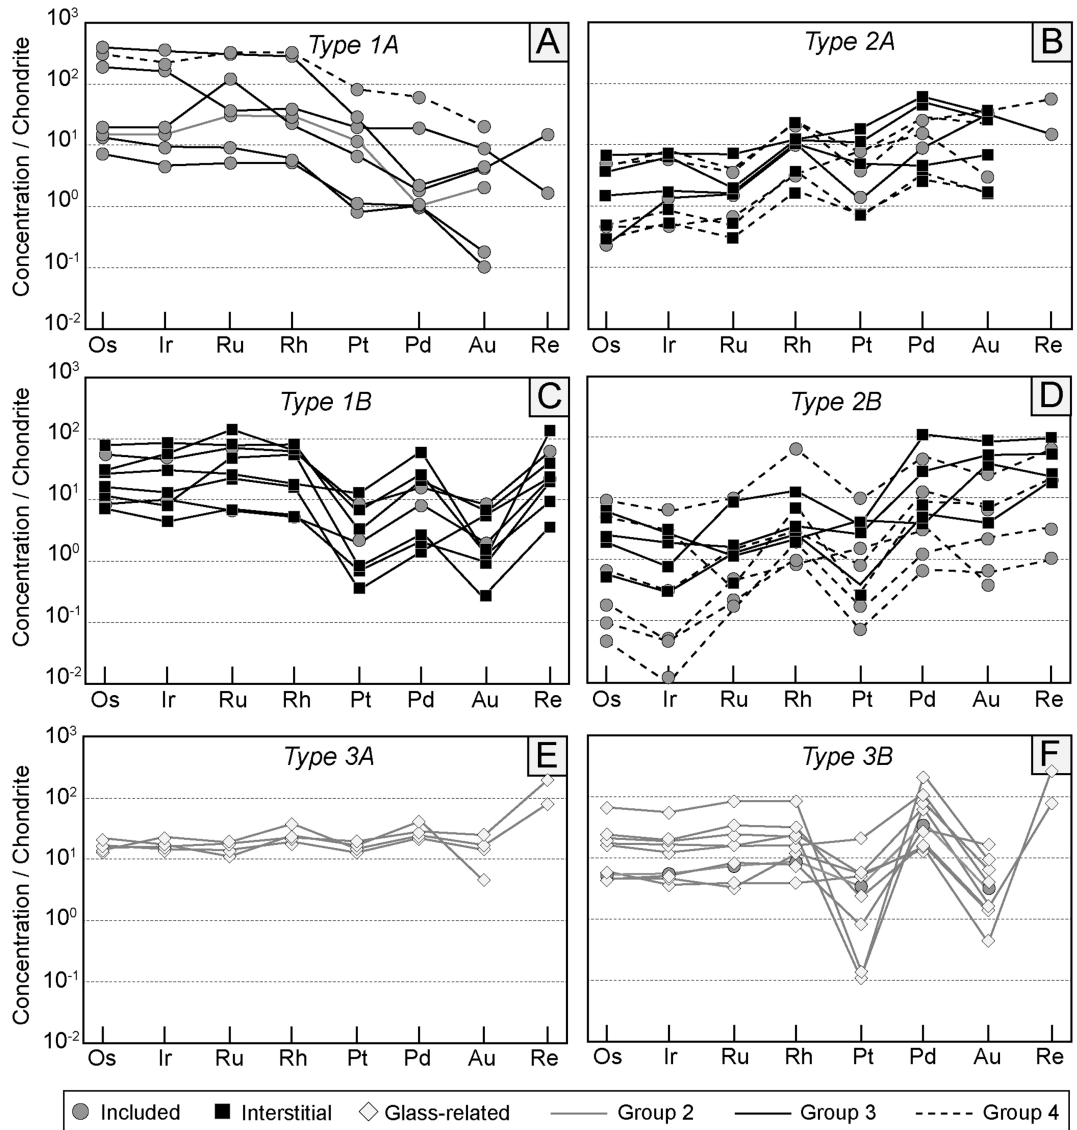 Type 1A
A
Type 2A
B
10³
10²
10¹
10⁰
10⁻¹
10⁻²
Concentration / Chondrite
Os Ir Ru Rh Pt Pd Au Re
Os Ir Ru Rh Pt Pd Au Re
Type 1B
C
Type 2B
D
10³
10²
10¹
10⁰
10⁻¹
10⁻²
Concentration / Chondrite
Os Ir Ru Rh Pt Pd Au Re
Os Ir Ru Rh Pt Pd Au Re
Type 3A
E
Type 3B
F
10³
10²
10¹
10⁰
10⁻¹
10⁻²
Concentration / Chondrite
Os Ir Ru Rh Pt Pd Au Re
Os Ir Ru Rh Pt Pd Au Re
Included Interstitial Glass-related Group 2 Group 3 Group 4